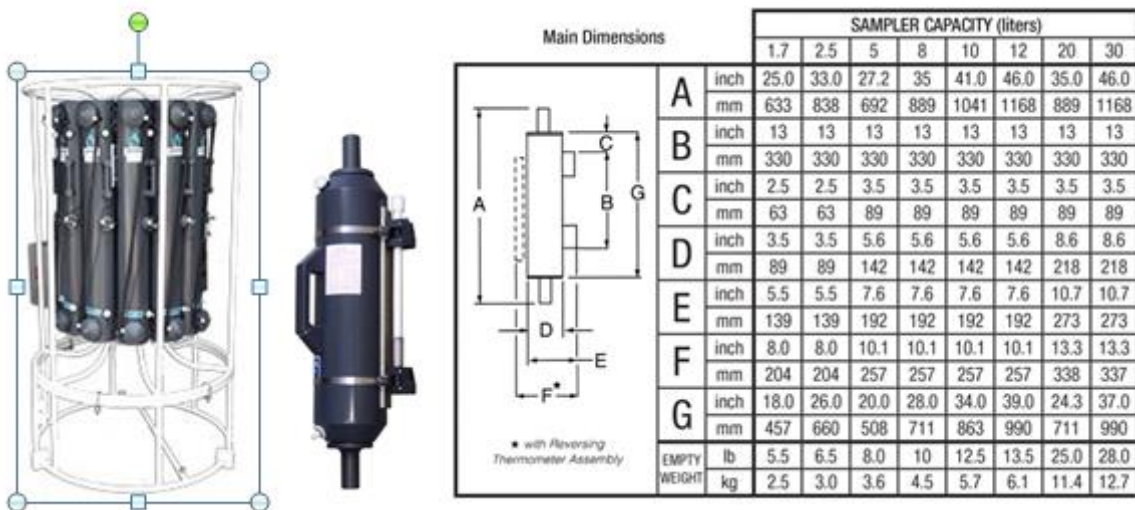 Main Dimensions
SAMPLER CAPACITY (liters)
1.7 2.5 5 8 10 12 20 30
A inch 25.0 33.0 27.2 35 41.0 46.0 35.0 46.0
mm 633 838 692 889 1041 1168 889 1168
B inch 13 13 13 13 13 13 13 13
mm 330 330 330 330 330 330 330 330
C inch 2.5 2.5 3.5 3.5 3.5 3.5 3.5 3.5
mm 63 63 89 89 89 89 89 89
D inch 3.5 3.5 5.6 5.6 5.6 5.6 8.6 8.6
mm 89 89 142 142 142 142 218 218
E inch 5.5 5.5 7.6 7.6 7.6 7.6 10.7 10.7
mm 139 139 192 192 192 192 273 273
F inch 8.0 8.0 10.1 10.1 10.1 10.1 13.3 13.3
mm 204 204 257 257 257 257 338 337
G inch 18.0 26.0 20.0 28.0 34.0 39.0 24.3 37.0
mm 457 660 508 711 863 990 711 990
EMPTY WEIGHT lb 5.5 6.5 8.0 10 12.5 13.5 25.0 28.0
kg 2.5 3.0 3.6 4.5 5.7 6.1 11.4 12.7
C
A
B
G
D
E
F*
* with Reversing
Thermometer Assembly